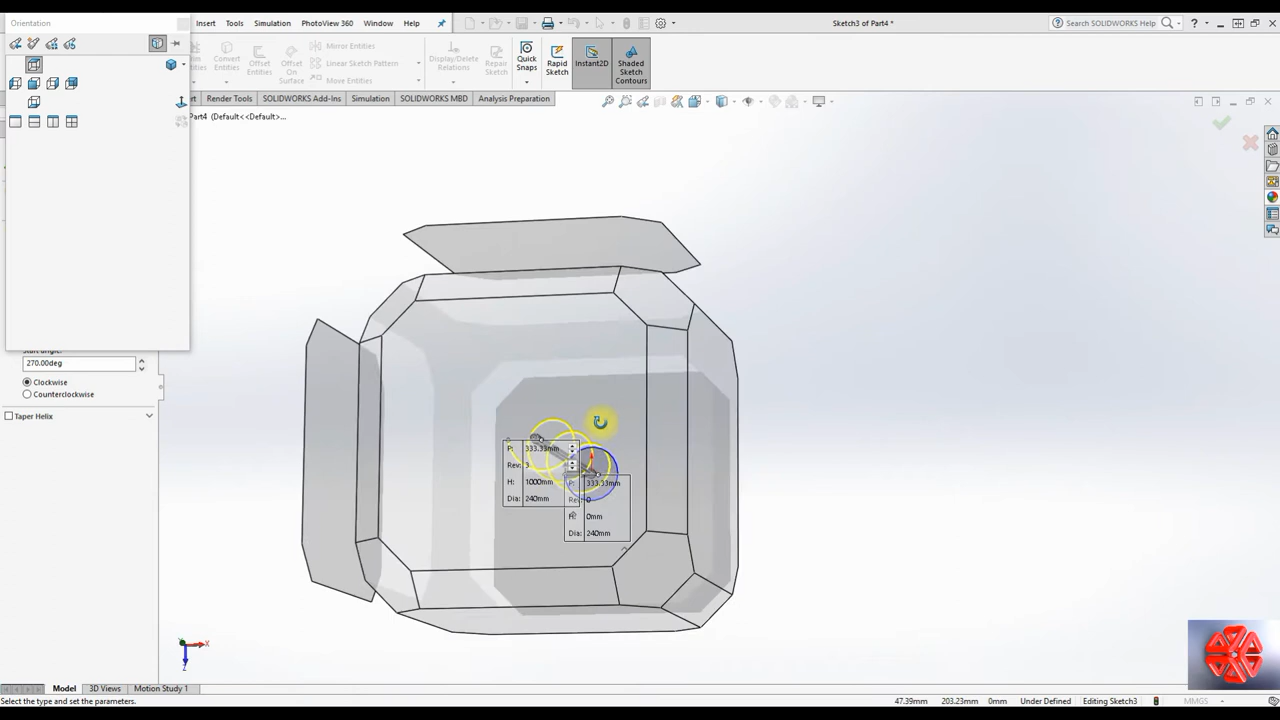 Orientation
Insert
Tools
Simulation
PhotoView 360
Window
Help
Sketch3 of Part4 *
Search SOLIDWORKS Help
Convert
Entities
Offset
Entities
Offset
On
Surface
Mirror Entities
Linear Sketch Pattern
Move Entities
Display/Delete
Relations
Repair
Sketch
Quick
Snaps
Rapid
Sketch
Instant2D
Shaded
Sketch
Contours
Render Tools
SOLIDWORKS Add-Ins
Simulation
SOLIDWORKS MBD
Analysis Preparation
Part4 (Default<<Default>...
Start angle:
270.00deg
Clockwise
Counterclockwise
Taper Helix
P: 333.33mm
Rev: 3
H: 1000mm
Dia: 240mm
P: 333.33mm
Rev: 0
H: 0mm
Dia: 240mm
X
Z
Model
3D Views
Motion Study 1
Select the type and set the parameters.
47.39mm
203.23mm
0mm
Under Defined
Editing Sketch3
MMGS